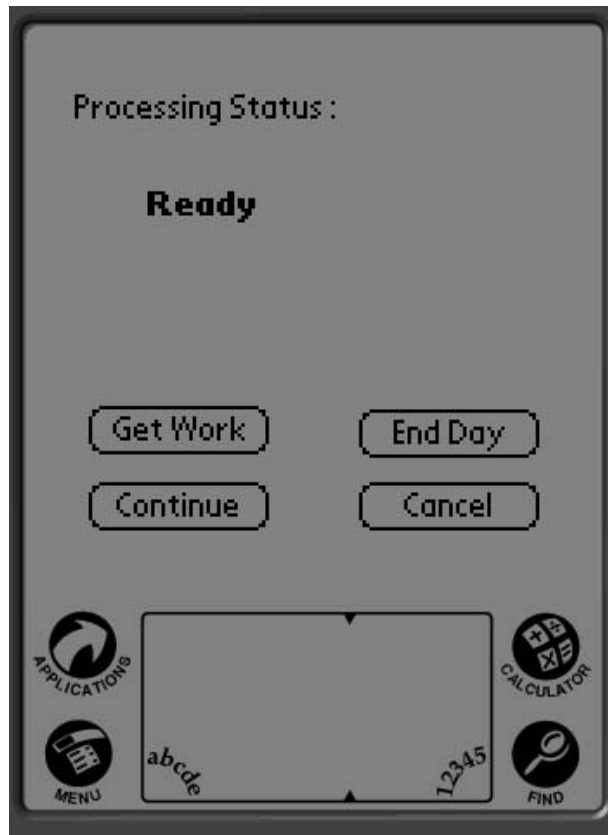 Processing Status :
Ready
Get Work
End Day
Continue
Cancel
APPLICATIONS
CALCULATOR
MENU
abcde
12345
FIND